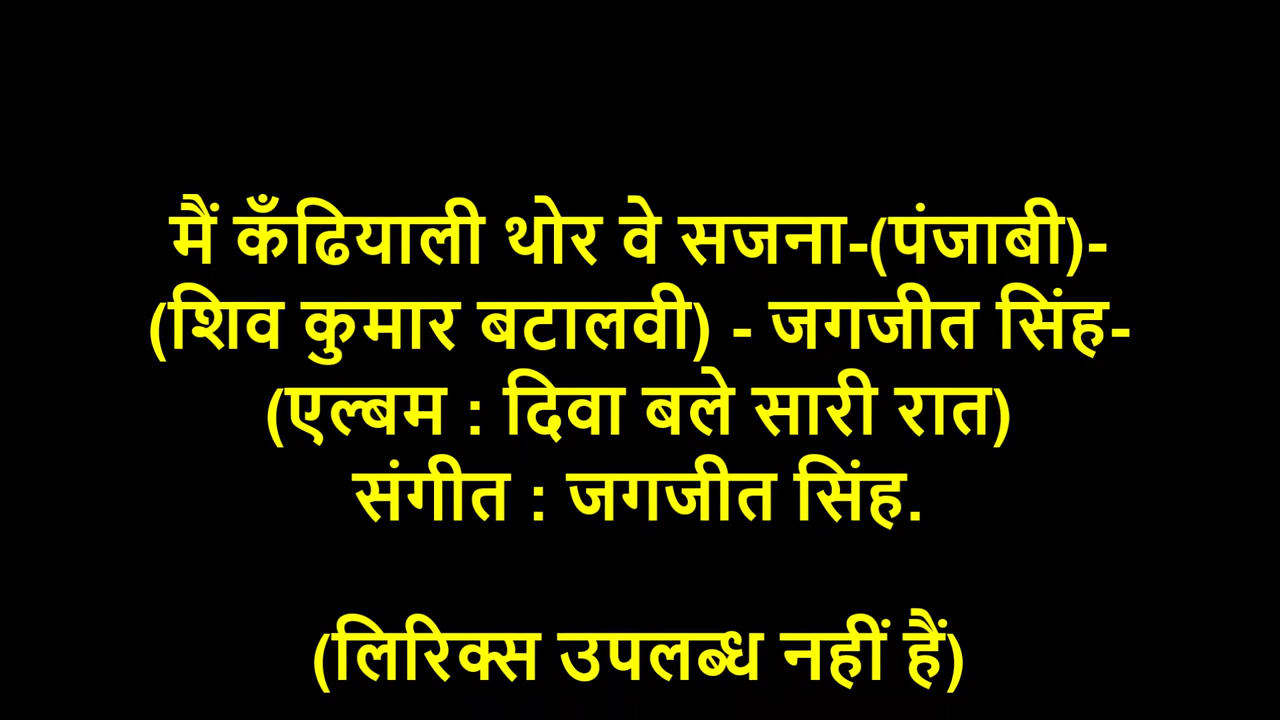 मैं कँढियाली थोर वे सजना-(पंजाबी)-
(शिव कुमार बटालवी) - जगजीत सिंह-
(एल्बम : दिवा बले सारी रात)
संगीत : जगजीत सिंह.
(लिरिक्स उपलब्ध नहीं हैं)